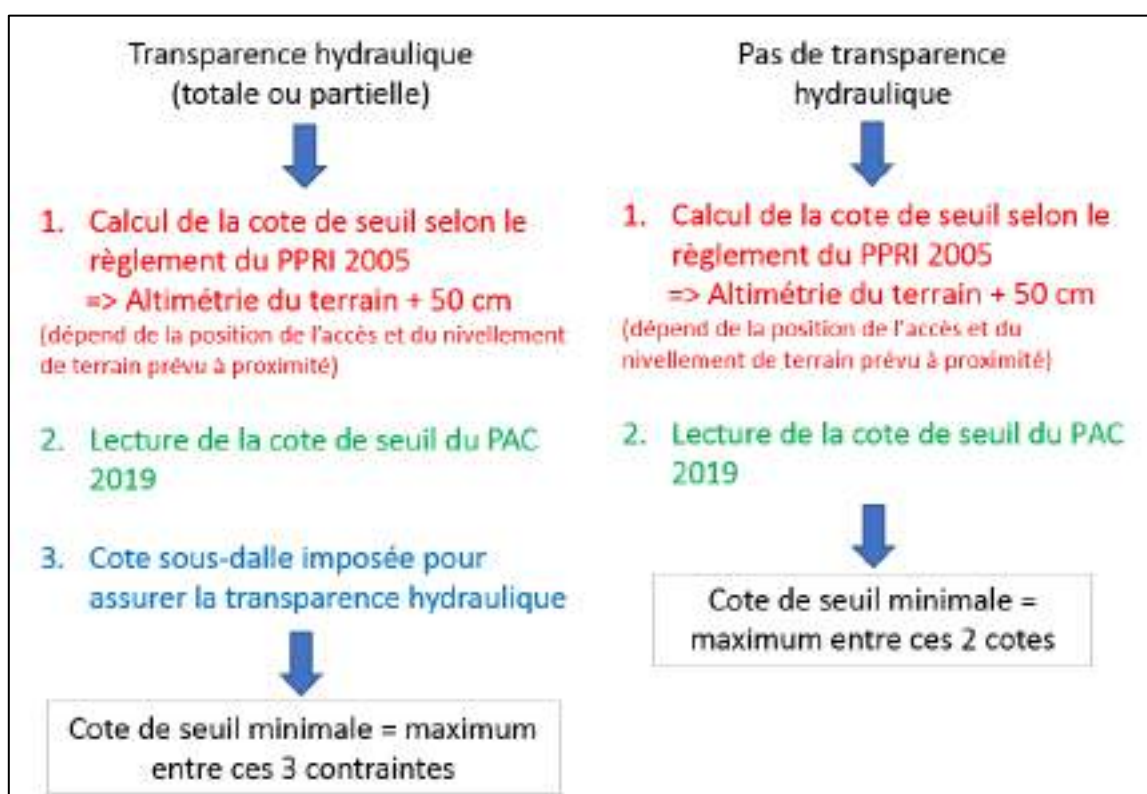 Transparence hydraulique
(totale ou partielle)
1. Calcul de la cote de seuil selon le
règlement du PPRI 2005
=> Altimétrie du terrain + 50 cm
(dépend de la position de l'accès et du nivellement
de terrain prévu à proximité)
2. Lecture de la cote de seuil du PAC
2019
3. Cote sous-dalle imposée pour
assurer la transparence hydraulique
Cote de seuil minimale = maximum
entre ces 3 contraintes
Pas de transparence
hydraulique
1. Calcul de la cote de seuil selon le
règlement du PPRI 2005
=> Altimétrie du terrain + 50 cm
(dépend de la position de l'accès et du
nivellement de terrain prévu à proximité)
2. Lecture de la cote de seuil du PAC
2019
Cote de seuil minimale =
maximum entre ces 2 cotes